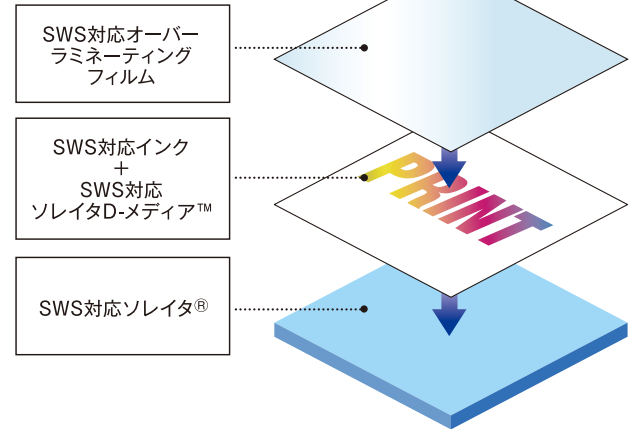 SWS対応オーバー
ラミネーティング
フィルム
SWS対応インク
+
SWS対応
ソレイタD-メディア™
PRINT
SWS対応ソレイタ®